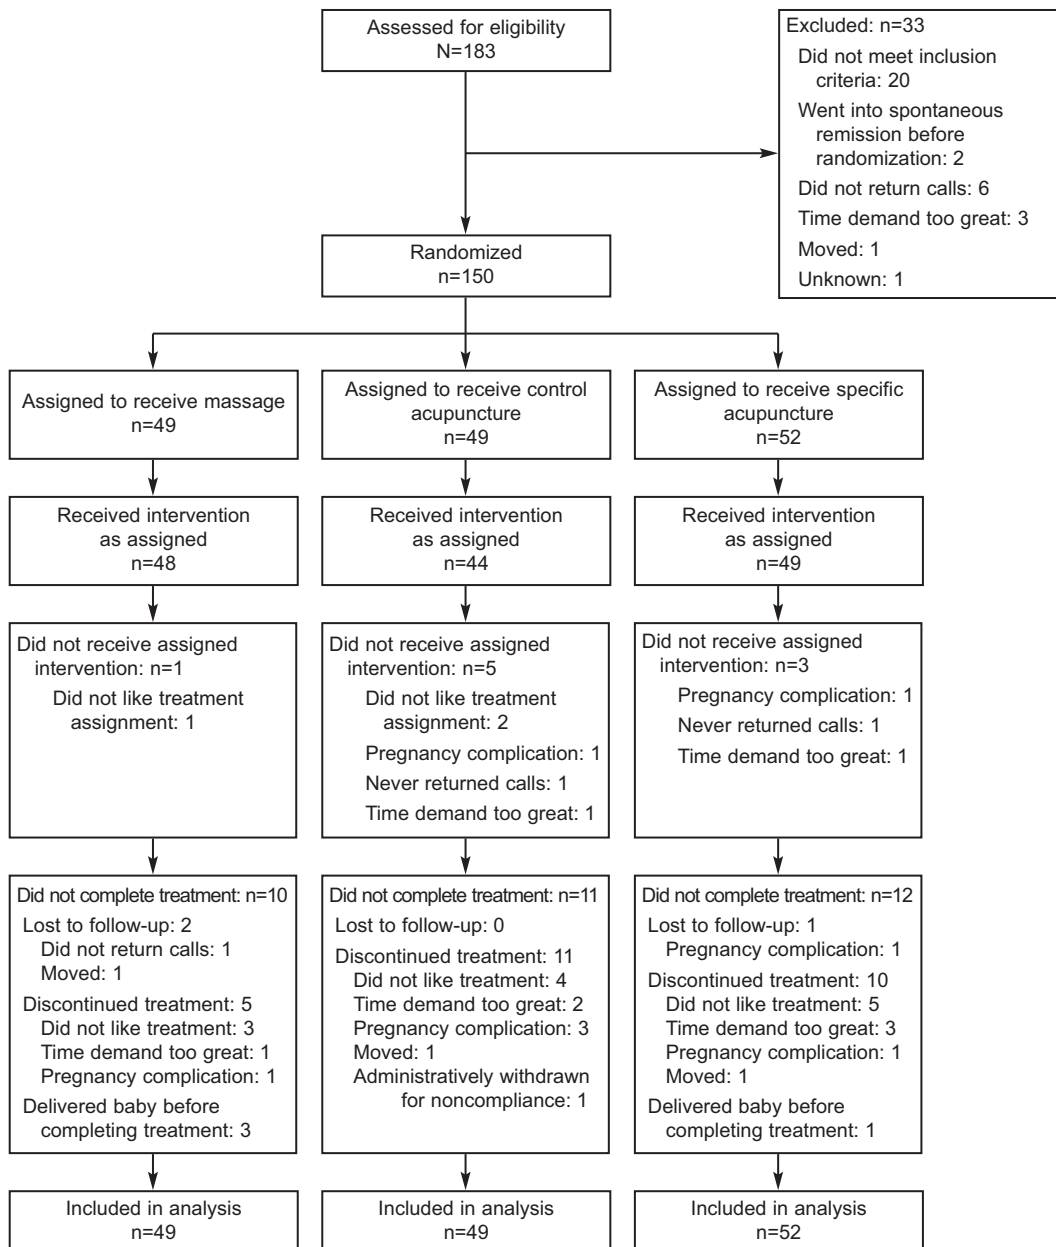 Assessed for eligibility
N=183
Excluded: n=33
Did not meet inclusion
criteria: 20
Went into spontaneous
remission before
randomization: 2
Did not return calls: 6
Time demand too great: 3
Moved: 1
Unknown: 1
Randomized
n=150
Assigned to receive massage
n=49
Assigned to receive control
acupuncture
n=49
Assigned to receive specific
acupuncture
n=52
Received intervention
as assigned
n=48
Received intervention
as assigned
n=44
Received intervention
as assigned
n=49
Did not receive assigned
intervention: n=1
Did not like treatment
assignment: 1
Did not receive assigned
intervention: n=5
Did not like treatment
assignment: 2
Pregnancy complication: 1
Never returned calls: 1
Time demand too great: 1
Did not receive assigned
intervention: n=3
Pregnancy complication: 1
Never returned calls: 1
Time demand too great: 1
Did not complete treatment: n=10
Lost to follow-up: 2
Did not return calls: 1
Moved: 1
Discontinued treatment: 5
Did not like treatment: 3
Time demand too great: 1
Pregnancy complication: 1
Delivered baby before
completing treatment: 3
Did not complete treatment: n=11
Lost to follow-up: 0
Discontinued treatment: 11
Did not like treatment: 4
Time demand too great: 2
Pregnancy complication: 3
Moved: 1
Administratively withdrawn
for noncompliance: 1
Did not complete treatment: n=12
Lost to follow-up: 1
Pregnancy complication: 1
Discontinued treatment: 10
Did not like treatment: 5
Time demand too great: 3
Pregnancy complication: 1
Moved: 1
Delivered baby before
completing treatment: 1
Included in analysis
n=49
Included in analysis
n=49
Included in analysis
n=52